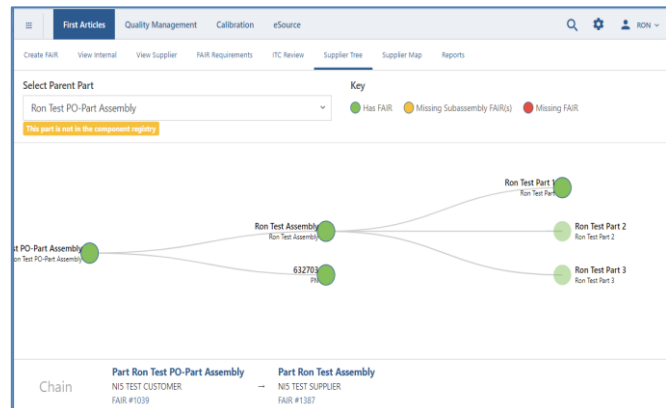 First Articles Quality Management Calibration eSource RON
Create FAIR View Internal View Supplier FAIR Requirements ITC Review Supplier Tree Supplier Map Reports
Select Parent Part Key
Ron Test PO-Part Assembly Has FAIR Missing Subassembly FAIR(s) Missing FAIR
This part is not in the component registry
Ron Test Part 1
Ron Test Part
Ron Test Assembly Ron Test Part 2
Ron Test Assembly Ron Test Part 2
st PO-Part Assembly
on Test PO-Part Assembly
632703 Ron Test Part 3
PN Ron Test Part 3
Part Ron Test PO-Part Assembly Part Ron Test Assembly
Chain NI5 TEST CUSTOMER → NI5 TEST SUPPLIER
FAIR #1039 FAIR #1387